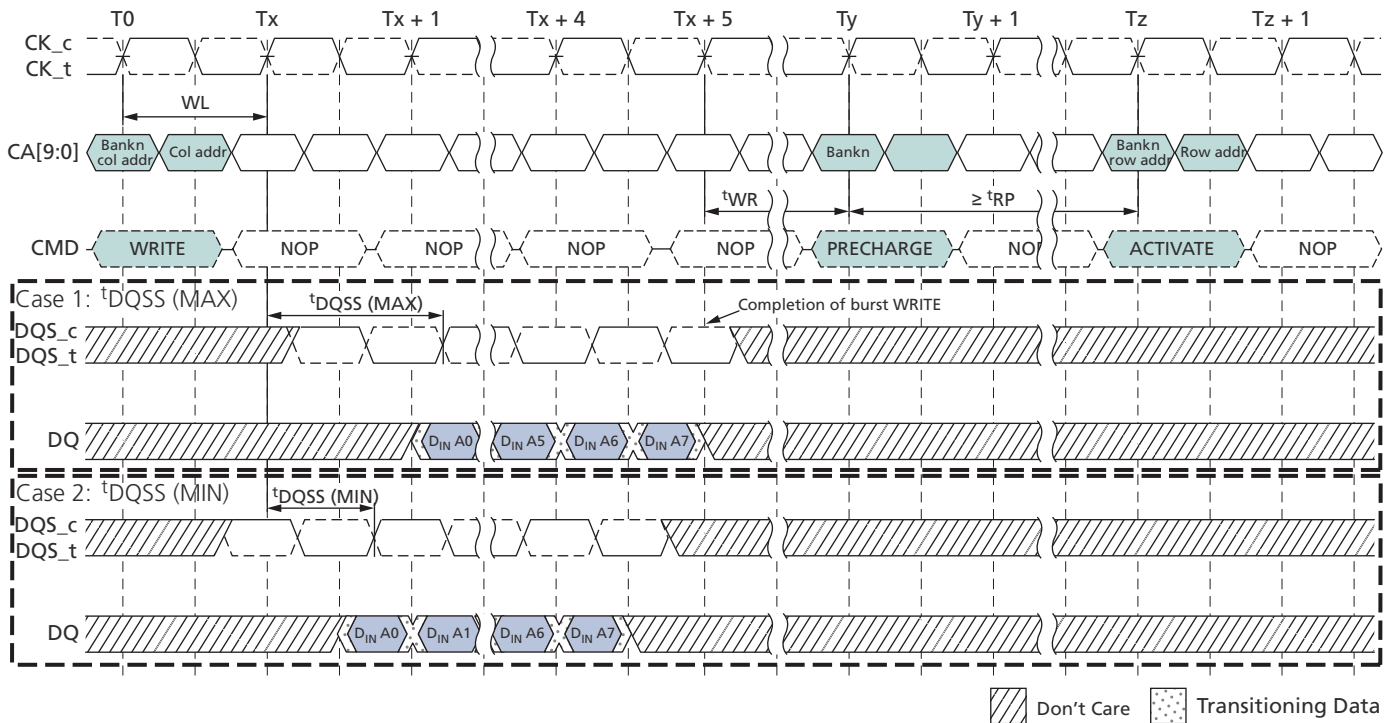 T0 Tx Tx + 1 Tx + 4 Tx + 5 Ty Ty + 1 Tz Tz + 1
CK_c
CK_t
WL
CA[9:0] Bankn col addr Col addr Bankn Bankn row addr Row addr
tWR ≥ tRP
CMD WRITE NOP NOP NOP NOP PRECHARGE NOP ACTIVATE NOP
Case 1: tDQSS (MAX)
tDQSS (MAX) Completion of burst WRITE
DQS_c
DQS_t
DQ DIN A0 DIN A5 DIN A6 DIN A7
Case 2: tDQSS (MIN)
tDQSS (MIN)
DQS_c
DQS_t
DQ DIN A0 DIN A1 DIN A6 DIN A7
Don't Care Transitioning Data